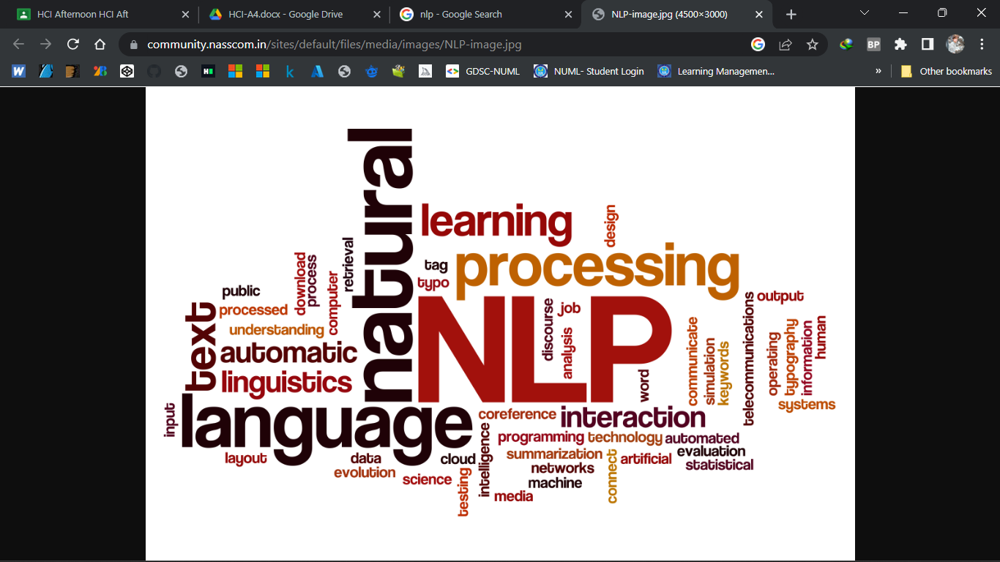 HCI Afternoon HCI Aft
HCI-A4.docx - Google Drive
nlp - Google Search
NLP-image.jpg (4500×3000)
community.nasscom.in/sites/default/files/media/images/NLP-image.jpg
BP
GDSC-NUML
NUML- Student Login
Learning Managemen...
»
Other bookmarks
natural
learning
design
processing
tag
typo
retrieval
download
process
computer
public
processed
understanding
text
automatic
linguistics
NLP
discourse
job
analysis
word
communicate
simulation
keywords
telecommunications
output
operating
typography
information
human
systems
input
language
coreference
interaction
layout
data
evolution
science
cloud
testing
intelligence
programming
technology
automated
summarization
evaluation
networks
connect
artificial
statistical
machine
media